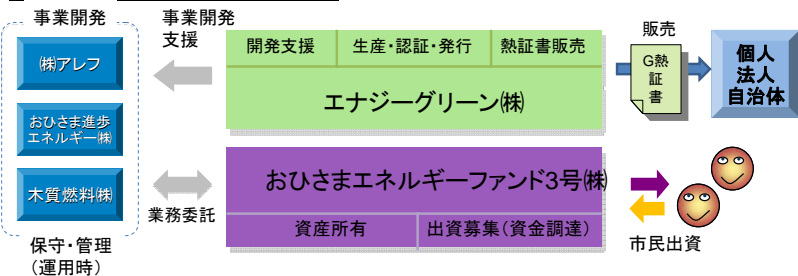 事業開発
㈱アレフ
おひさま進歩
エネルギー㈱
木質燃料㈱
保守・管理
（運用時）
事業開発
支援
業務委託
開発支援
生産・認証・発行
熱証書販売
エナジーグリーン㈱
おひさまエネルギーファンド3号㈱
資産所有
出資募集（資金調達）
販売
G熱
証
書
個人
法人
自治体
市民出資